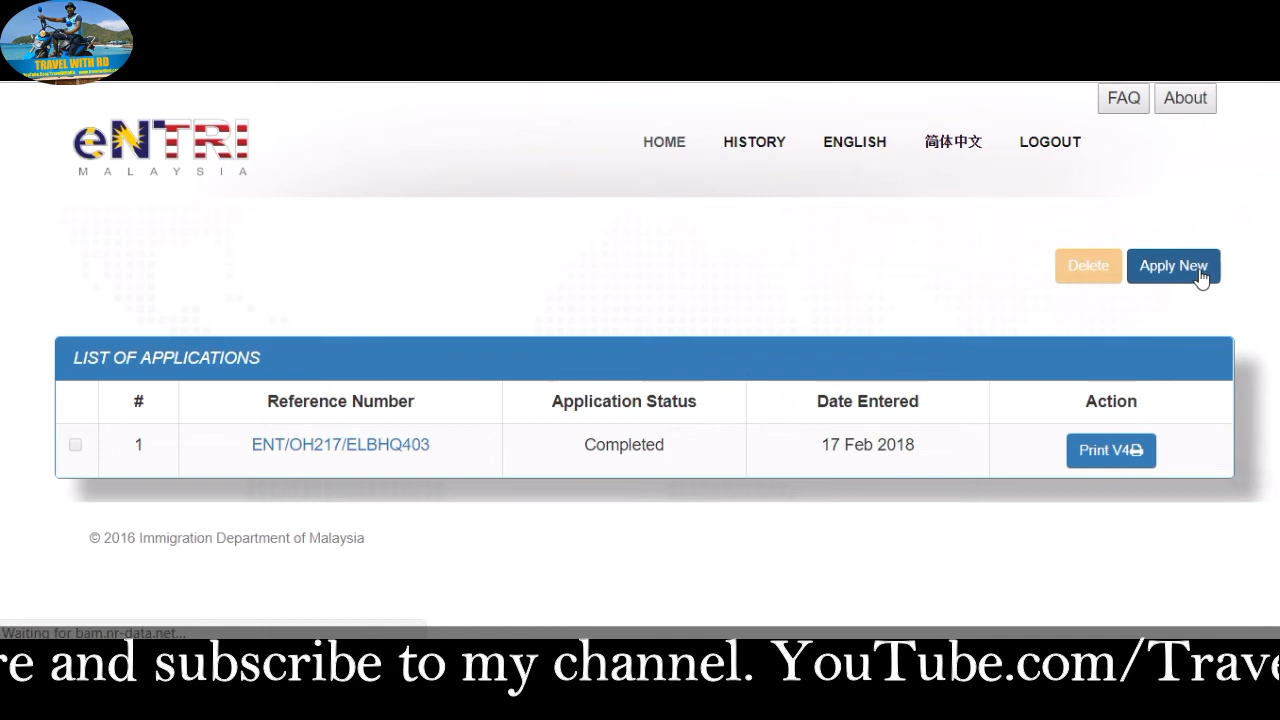 TRAVEL WITH RD
FAQ About
eNTRI
MALAYSIA
HOME HISTORY ENGLISH 简体中文 LOGOUT
Delete Apply New
LIST OF APPLICATIONS
# Reference Number Application Status Date Entered Action
1 ENT/OH217/ELBHQ403 Completed 17 Feb 2018 Print V4
© 2016 Immigration Department of Malaysia
Waiting for bam.nr-data.net...
re and subscribe to my channel. YouTube.com/Trave